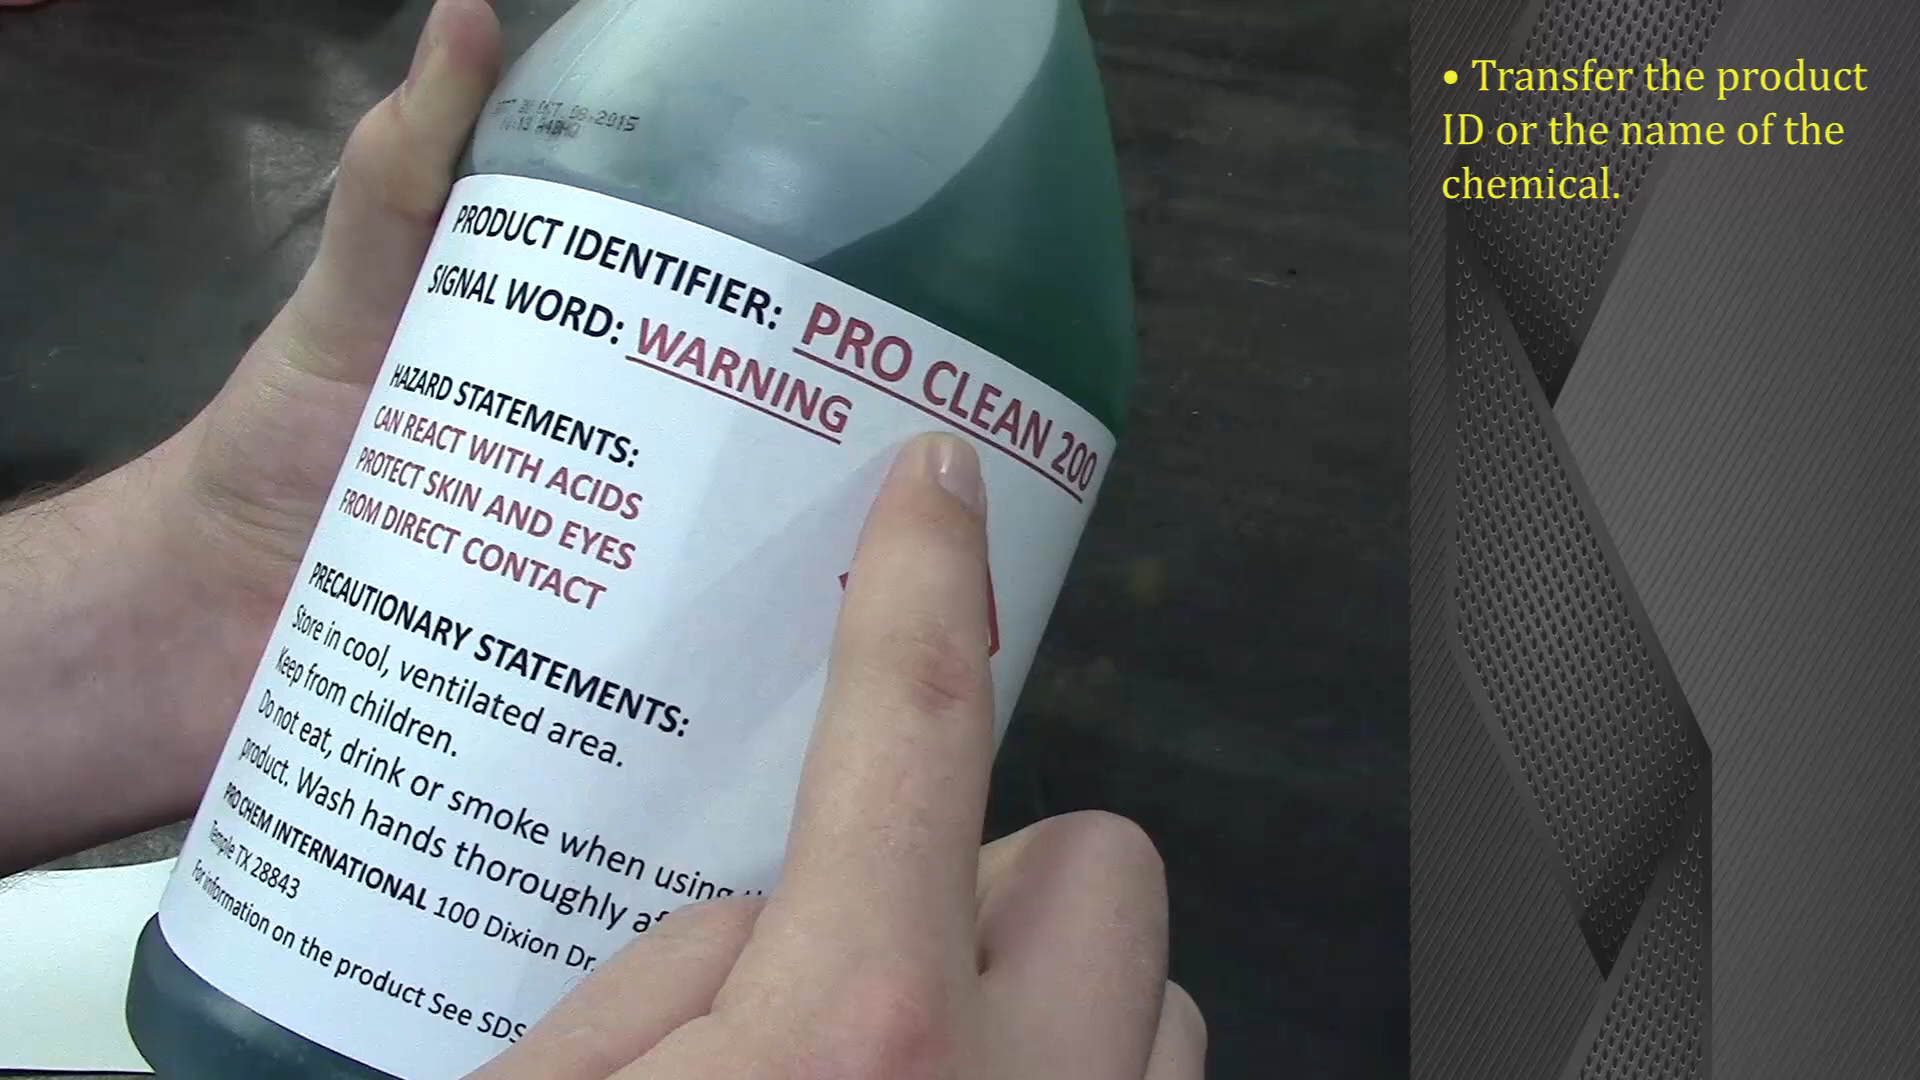 08.2015
PRODUCT IDENTIFIER: PRO CLEAN 200
SIGNAL WORD: WARNING
HAZARD STATEMENTS:
CAN REACT WITH ACIDS
PROTECT SKIN AND EYES
FROM DIRECT CONTACT
PRECAUTIONARY STATEMENTS:
Store in cool, ventilated area.
Keep from children.
Do not eat, drink or smoke when using
product. Wash hands thoroughly
PRO CHEM INTERNATIONAL 100 Dixion Dr.
Temple TX 28843
For information on the product See SDS
• Transfer the product
ID or the name of the
chemical.